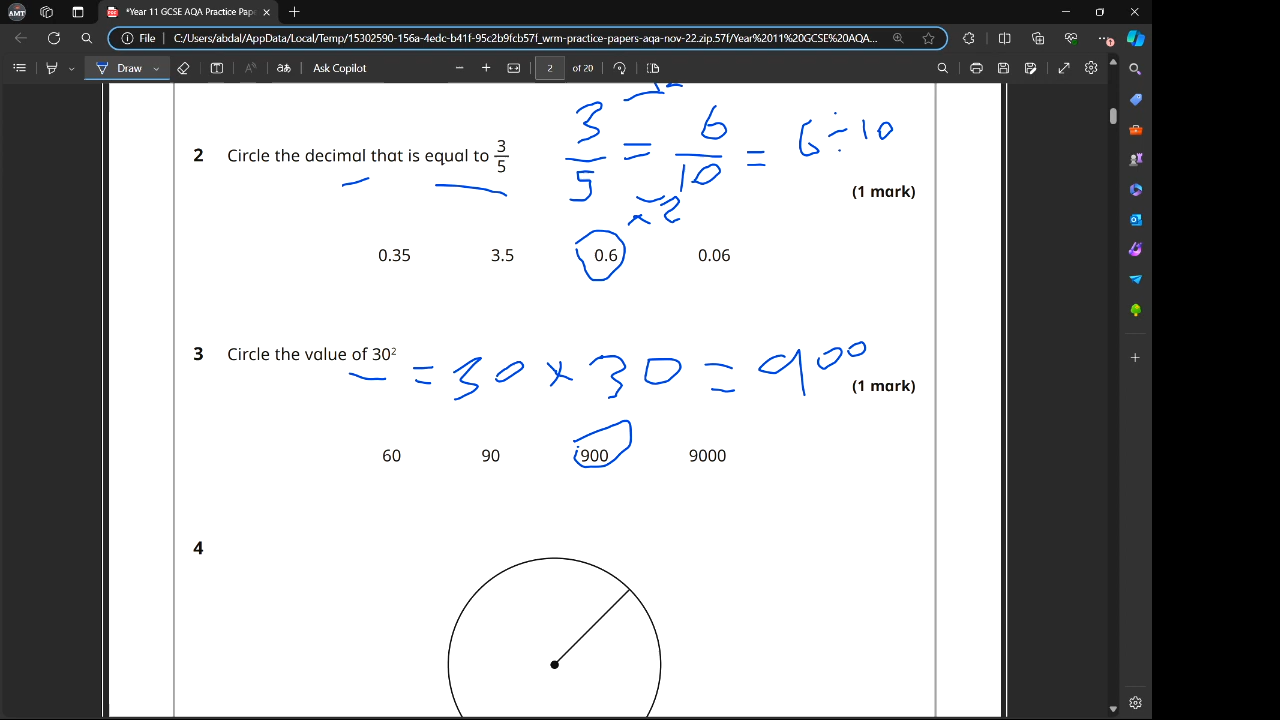 AMT
*Year 11 GCSE AQA Practice Pape
File
C:/Users/abdal/AppData/Local/Temp/15302590-156a-4edc-b41f-95c2b9fcb57f_wrm-practice-papers-aqa-nov-22.zip.57f/Year%2011%20GCSE%20AQA...
Draw
Ask Copilot
2 of 20
2 Circle the decimal that is equal to 3/5
3/5 = 6/10 = 6 ÷ 10
×2
(1 mark)
0.35 3.5 0.6 0.06
3 Circle the value of 30² = 30 × 30 = 900
(1 mark)
60 90 900 9000
4